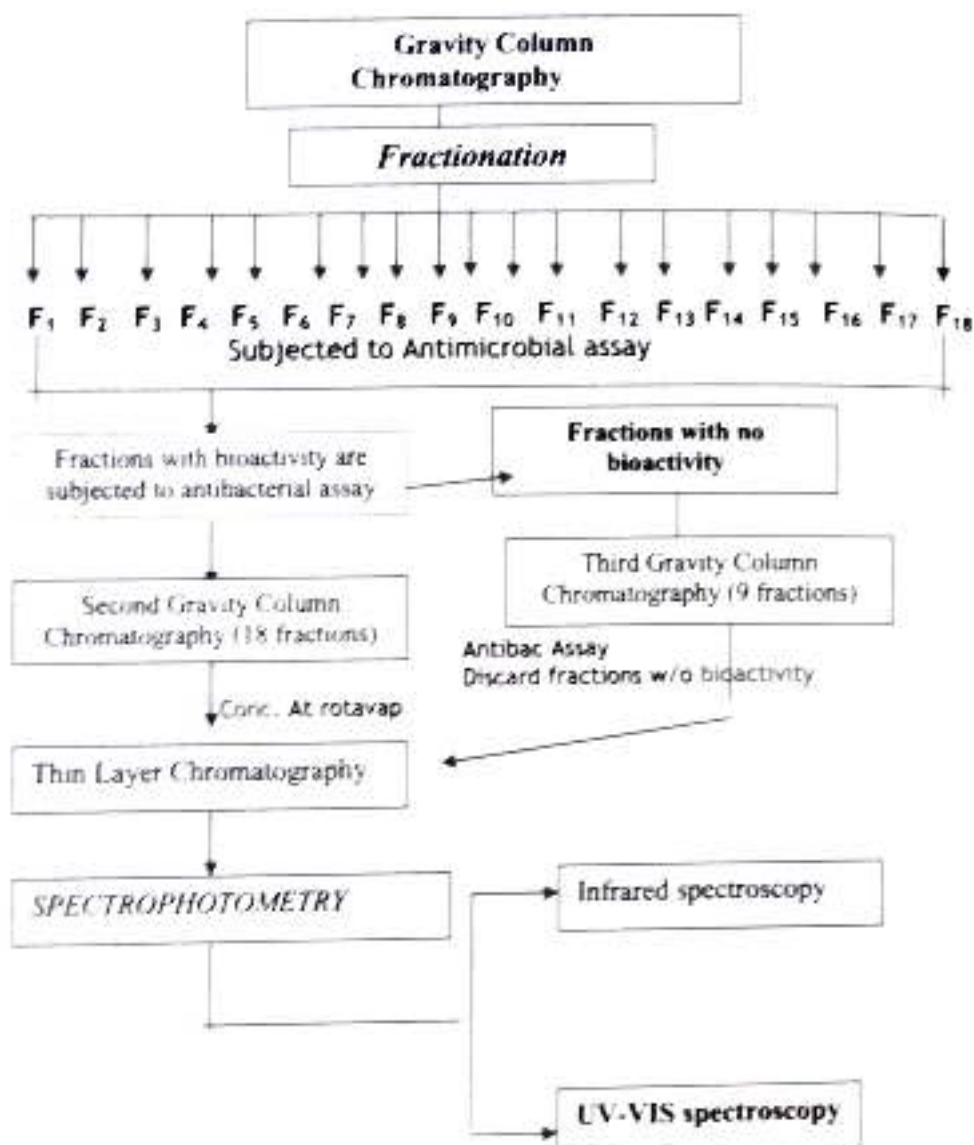 Gravity Column
Chromatography
Fractionation
F1 F2 F3 F4 F5 F6 F7 F8 F9 F10 F11 F12 F13 F14 F15 F16 F17 F18
Subjected to Antimicrobial assay
Fractions with bioactivity are
subjected to antibacterial assay
Fractions with no
bioactivity
Second Gravity Column
Chromatography (18 fractions)
Third Gravity Column
Chromatography (9 fractions)
Antibac Assay
Discard fractions w/o bioactivity
Conc. At rotavap
Thin Layer Chromatography
SPECTROPHOTOMETRY
Infrared spectroscopy
UV-VIS spectroscopy